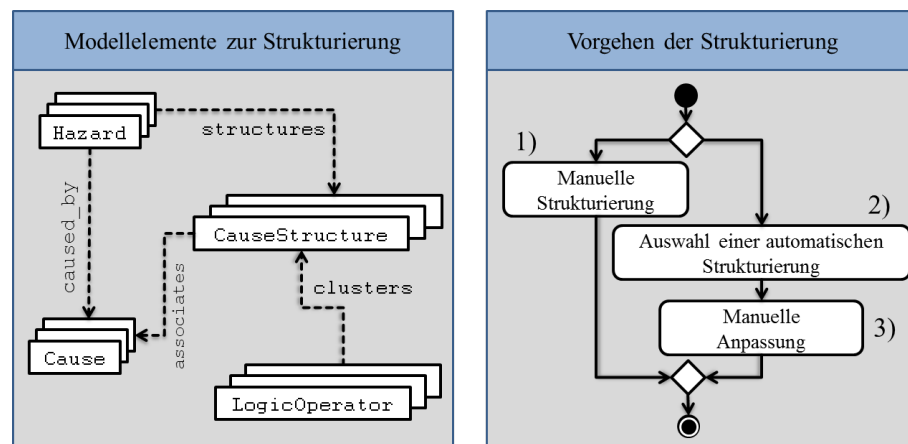 Modellelemente zur Strukturierung
Hazard
structures
caused_by
CauseStructure
associates
clusters
Cause
LogicOperator
Vorgehen der Strukturierung
1)
Manuelle
Strukturierung
2)
Auswahl einer automatischen
Strukturierung
Manuelle
Anpassung
3)